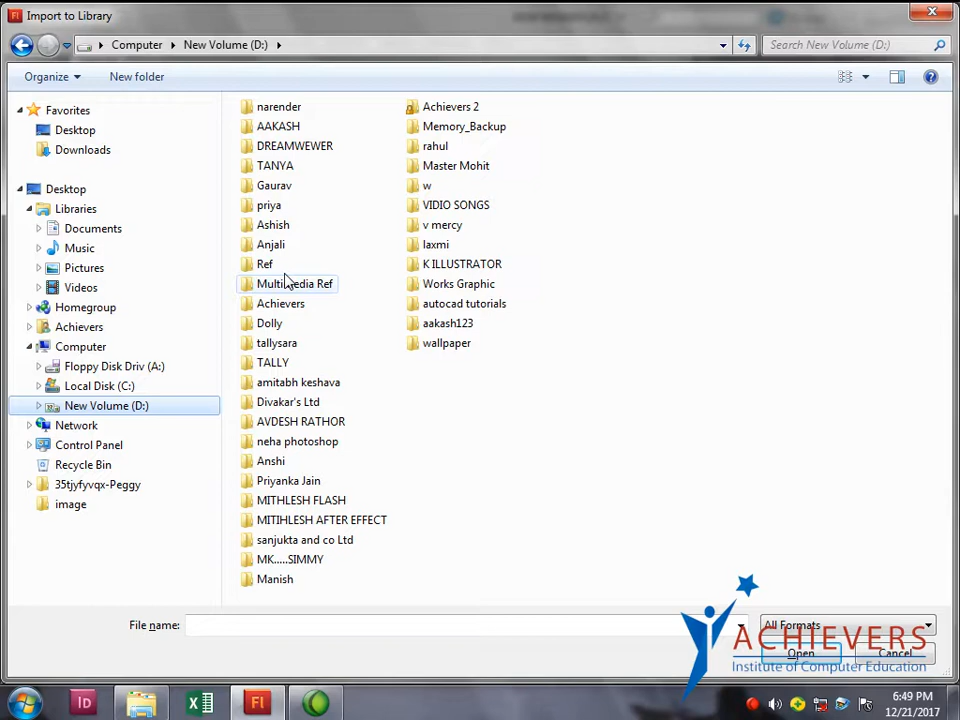 Fl Import to Library
Computer New Volume (D:)
Search New Volume (D:)
Organize New folder
Favorites
Desktop
Downloads
Desktop
Libraries
Documents
Music
Pictures
Videos
Homegroup
Achievers
Computer
Floppy Disk Driv (A:)
Local Disk (C:)
New Volume (D:)
Network
Control Panel
Recycle Bin
35tjyfyvqx-Peggy
image
narender
AAKASH
DREAMWEWER
TANYA
Gaurav
priya
Ashish
Anjali
Ref
Multimedia Ref
Achievers
Dolly
tallysara
TALLY
amitabh keshava
Divakar's Ltd
AVDESH RATHOR
neha photoshop
Anshi
Priyanka Jain
MITHLESH FLASH
MITIHLESH AFTER EFFECT
sanjukta and co Ltd
MK.....SIMMY
Manish
Achievers 2
Memory_Backup
rahul
Master Mohit
w
VIDIO SONGS
v mercy
laxmi
K ILLUSTRATOR
Works Graphic
autocad tutorials
aakash123
wallpaper
File name:
All Formats
Open Cancel
ACHIEVERS
Institute of Computer Education
Id Fl
6:49 PM
12/21/2017